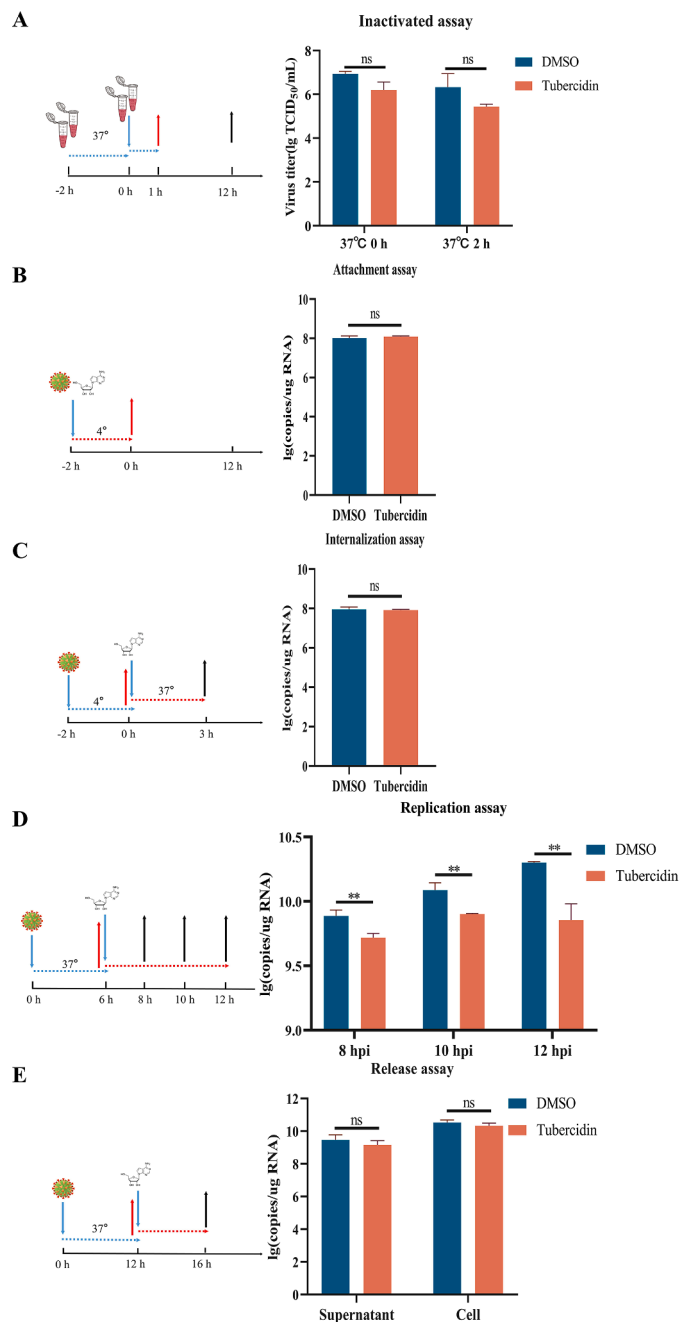 A
Inactivated assay
37°
-2 h
0 h
1 h
12 h
Virus titer(lg TCID50/mL)
8
6
4
2
0
ns
ns
DMSO
Tubercidin
37℃ 0 h
37℃ 2 h
B
Attachment assay
4°
-2 h
0 h
12 h
lg(copies/ug RNA)
10
8
6
4
2
0
ns
DMSO
Tubercidin
C
Internalization assay
4°
37°
-2 h
0 h
3 h
lg(copies/ug RNA)
10
8
6
4
2
0
ns
DMSO
Tubercidin
D
Replication assay
37°
0 h
6 h
8 h
10 h
12 h
lg(copies/ug RNA)
10.5
10.0
9.5
9.0
**
**
**
DMSO
Tubercidin
8 hpi
10 hpi
12 hpi
E
Release assay
37°
0 h
12 h
16 h
lg(copies/ug RNA)
12
10
8
6
4
2
0
ns
ns
DMSO
Tubercidin
Supernatant
Cell